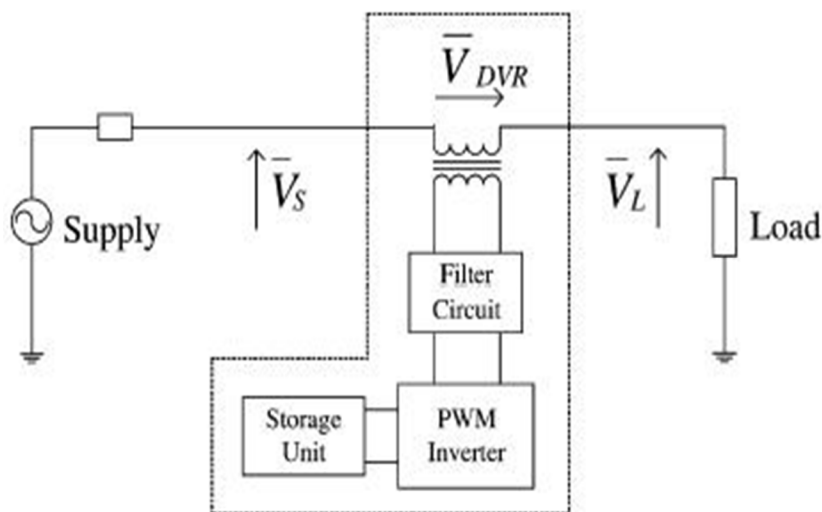 V̅ DVR
V̅S
V̅L
Supply
Load
Filter
Circuit
Storage
Unit
PWM
Inverter